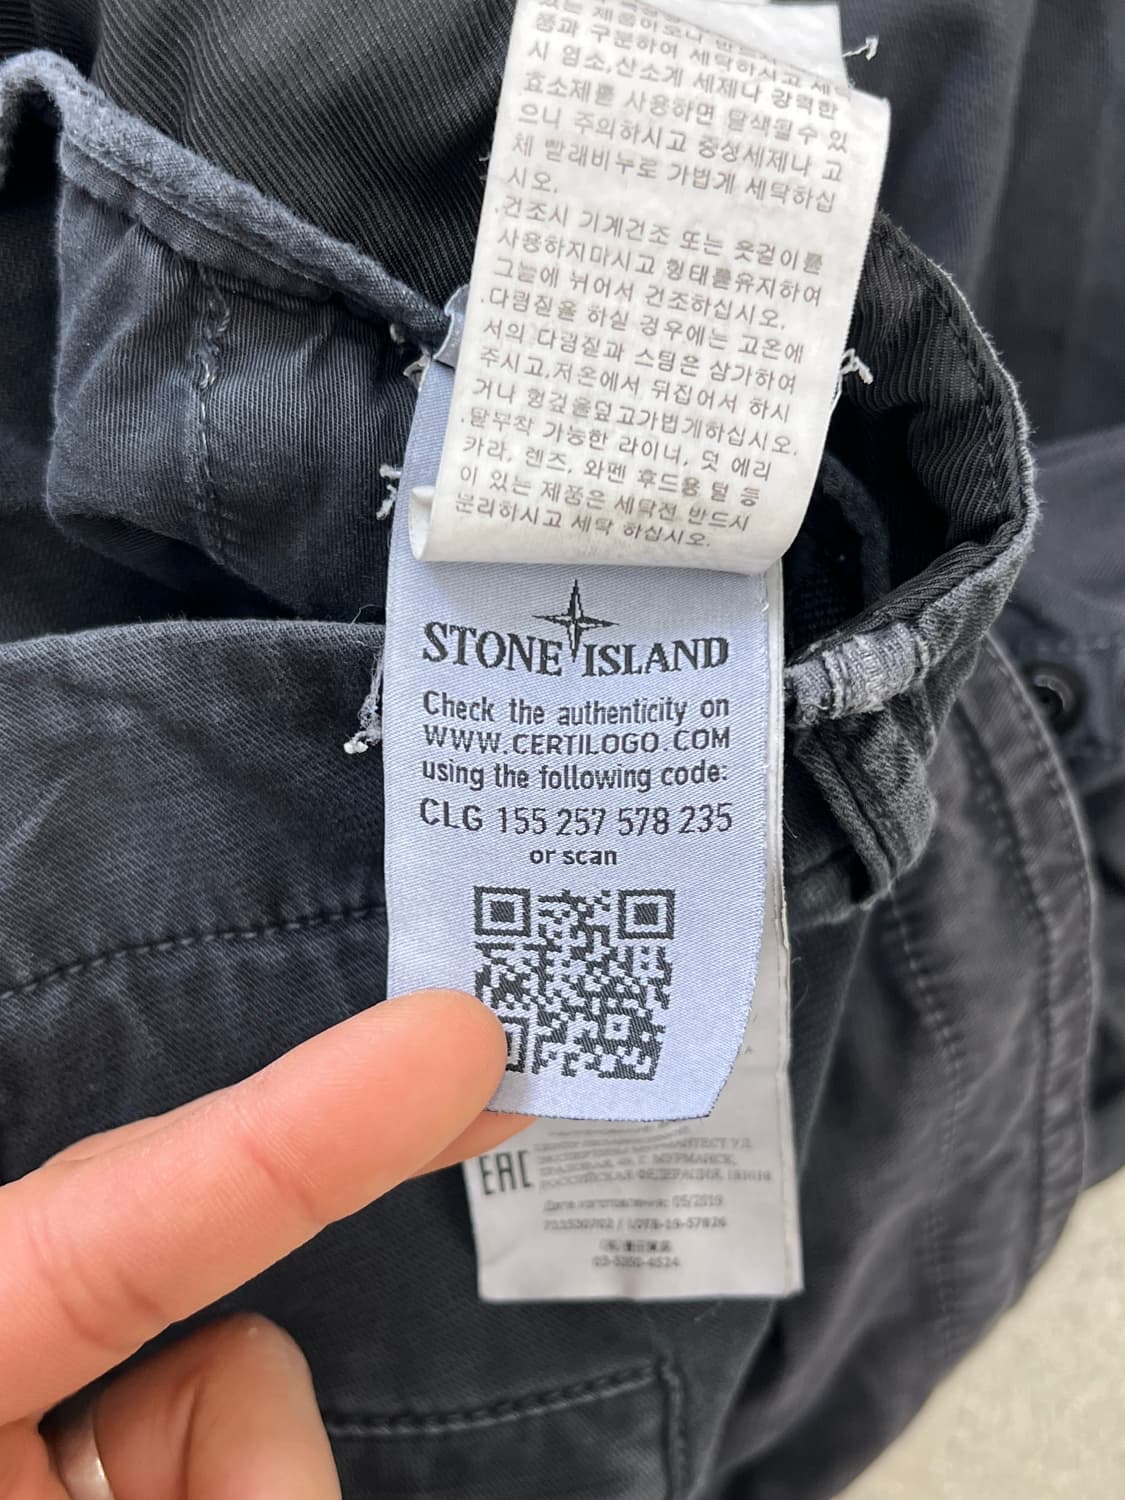 품과 구분하여 세탁하시고 세탁
시 염소,산소계 세제나 강력한
효소제를 사용하면 탈색될수 있
으니 주의하시고 중성세제나 고
체 빨래비누로 가볍게 세탁하십
시오.
.건조시 기계건조 또는 옷걸이를
사용하지마시고 형태를유지하여
그늘에 뉘어서 건조하십시오.
.다림질을 하실 경우에는 고온에
서의 다림질과 스팀은 삼가하여
주시고,저온에서 뒤집어서 하시
거나 헝겊을덮고가볍게하십시오.
.탈부착 가능한 라이너, 덧 에리
카라, 렌즈, 와펜 후드용 털 등
이 있는 제품은 세탁전 반드시
분리하시고 세탁 하십시오.
STONE ISLAND
Check the authenticity on
WWW.CERTILOGO.COM
using the following code:
CLG 155 257 578 235
or scan
EAC
Г. МУРМАНСК,
РОССИЙСКАЯ ФЕДЕРАЦИЯ, 183034
Дата изготовления: 05/2019
03-5350-4524